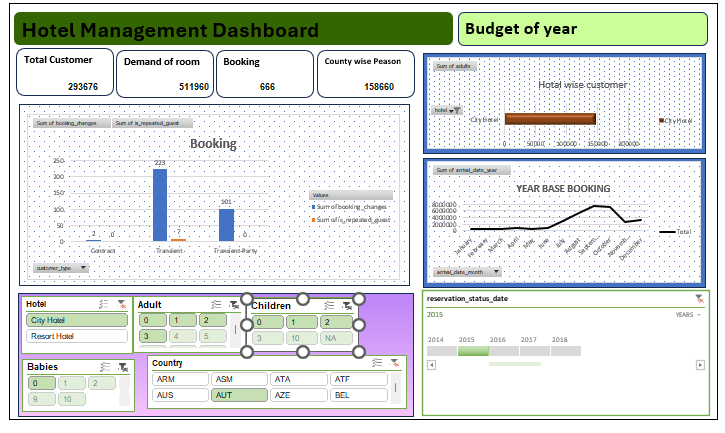 Hotel Management Dashboard
Budget of year
Total Customer
293676
Demand of room
511960
Booking
666
County wise Peason
158660
Sum of booking_changes
Sum of is_repeated_guest
Booking
250
200
150
100
50
0
2
0
223
7
101
0
Contract
Transient
Transient-Party
Values
Sum of booking_changes
Sum of is_repeated_guest
customer_type
Sum of adults
Hotal wise customer
hotel
City Hotel
City Hotel
0 50000 100000 150000 200000
Sum of arrival_date_year
YEAR BASE BOOKING
8000000
6000000
4000000
2000000
0
January
February
March
April
May
June
July
August
Septem...
October
Novemb...
December
Total
arrival_date_month
Hotel
City Hotel
Resort Hotel
Adult
0 1 2
3 4 5
Children
0 1 2
3 10 NA
Babies
0 1 2
9 10
Country
ARM ASM ATA ATF
AUS AUT AZE BEL
reservation_status_date
2015
YEARS
2014 2015 2016 2017 2018